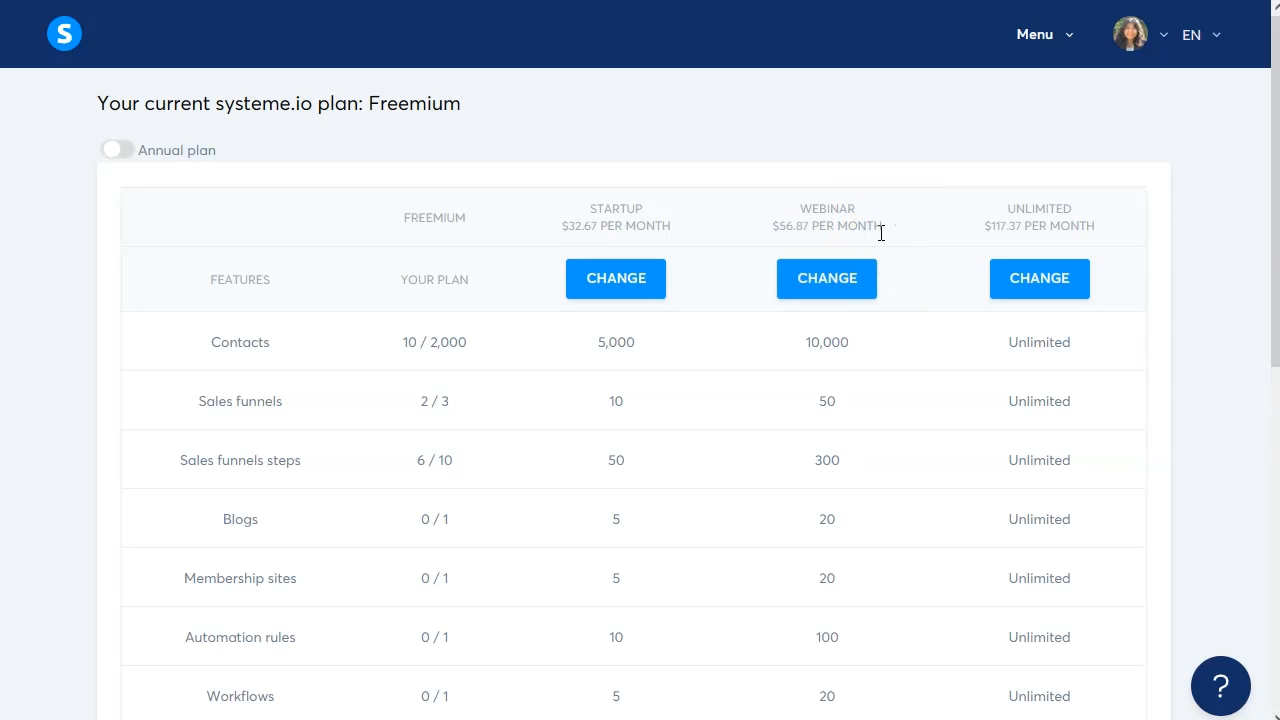 S
Menu
EN
Your current systeme.io plan: Freemium
Annual plan
FREEMIUM
STARTUP
$32.67 PER MONTH
WEBINAR
$56.87 PER MONTH
UNLIMITED
$117.37 PER MONTH
FEATURES YOUR PLAN CHANGE CHANGE CHANGE
Contacts 10 / 2,000 5,000 10,000 Unlimited
Sales funnels 2 / 3 10 50 Unlimited
Sales funnels steps 6 / 10 50 300 Unlimited
Blogs 0 / 1 5 20 Unlimited
Membership sites 0 / 1 5 20 Unlimited
Automation rules 0 / 1 10 100 Unlimited
Workflows 0 / 1 5 20 Unlimited
?